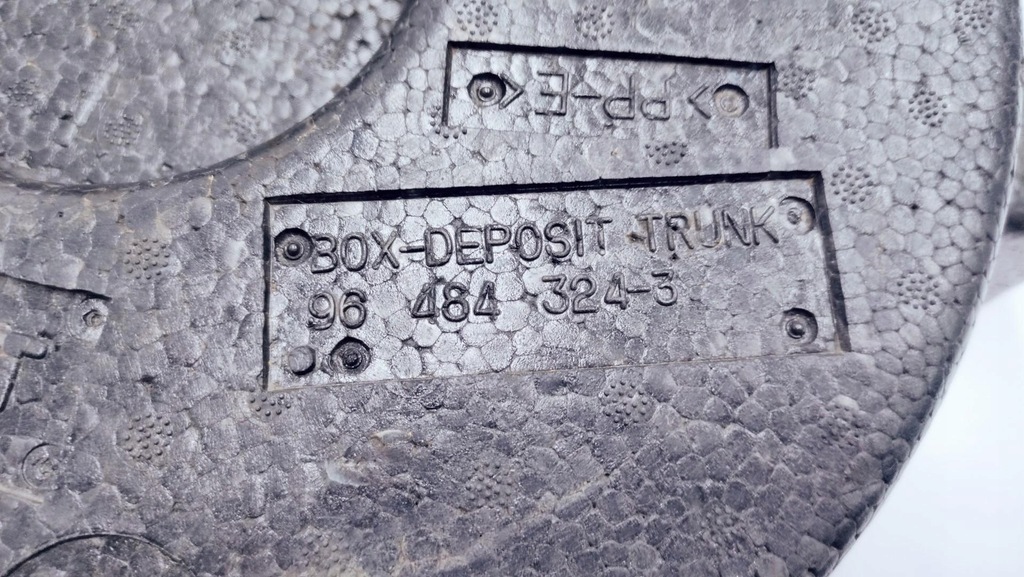 >PP-E<
BOX-DEPOSIT TRUNK
96 484 324-3